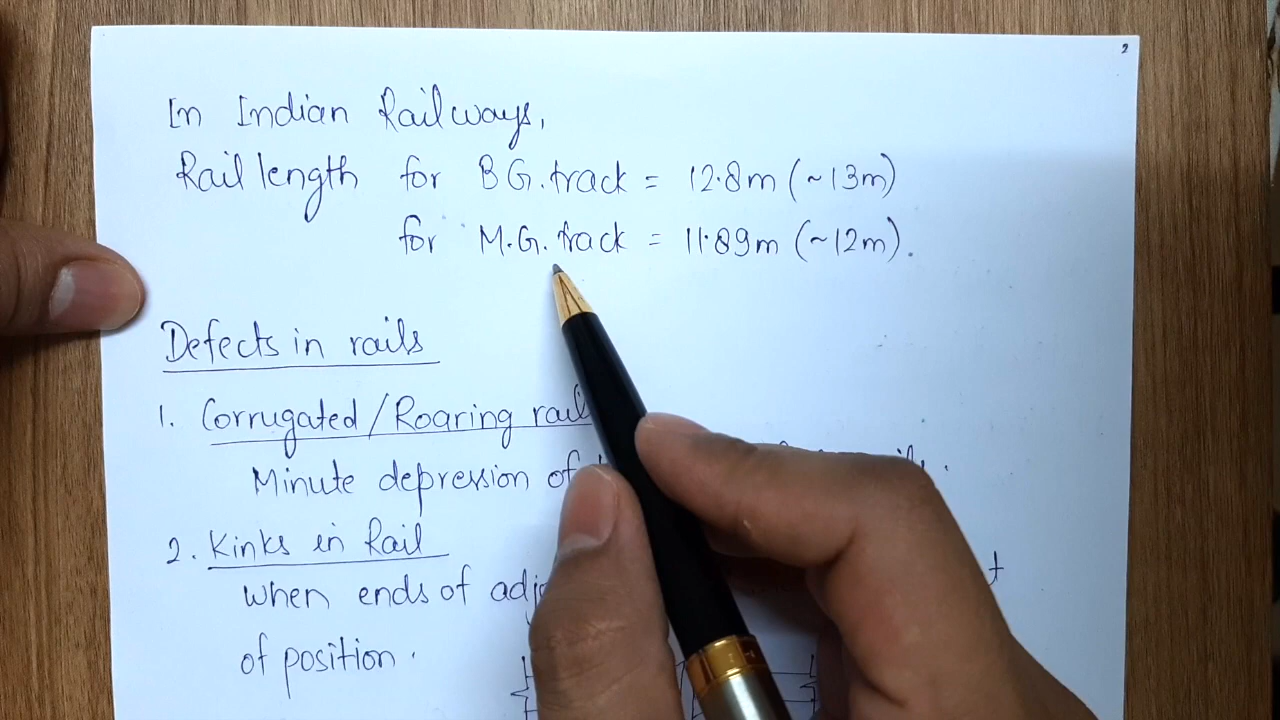 2
In Indian Railways,
Rail length for B G. track = 12.8m (~13m)
for M.G. track = 11.89m (~12m).
Defects in rails
1. Corrugated / Roaring rail
Minute depression of
2. Kinks in Rail
when ends of
of position.